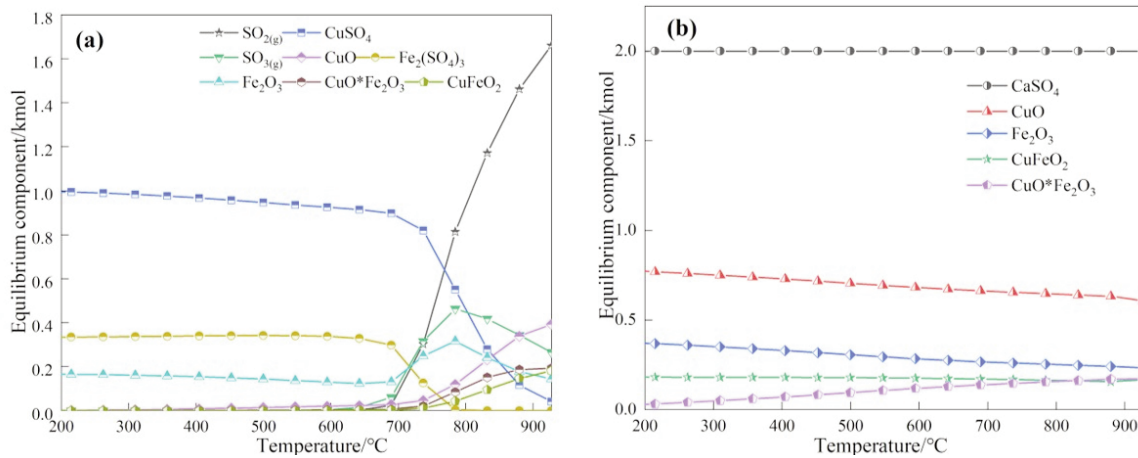 (a)
SO2(g) CuSO4
SO3(g) CuO Fe2(SO4)3
Fe2O3 CuO*Fe2O3 CuFeO2
Equilibrium component/kmol
1.8
1.6
1.4
1.2
1.0
0.8
0.6
0.4
0.2
0.0
200 300 400 500 600 700 800 900
Temperature/°C
(b)
CaSO4
CuO
Fe2O3
CuFeO2
CuO*Fe2O3
Equilibrium component/kmol
2.0
1.5
1.0
0.5
0.0
200 300 400 500 600 700 800 900
Temperature/°C